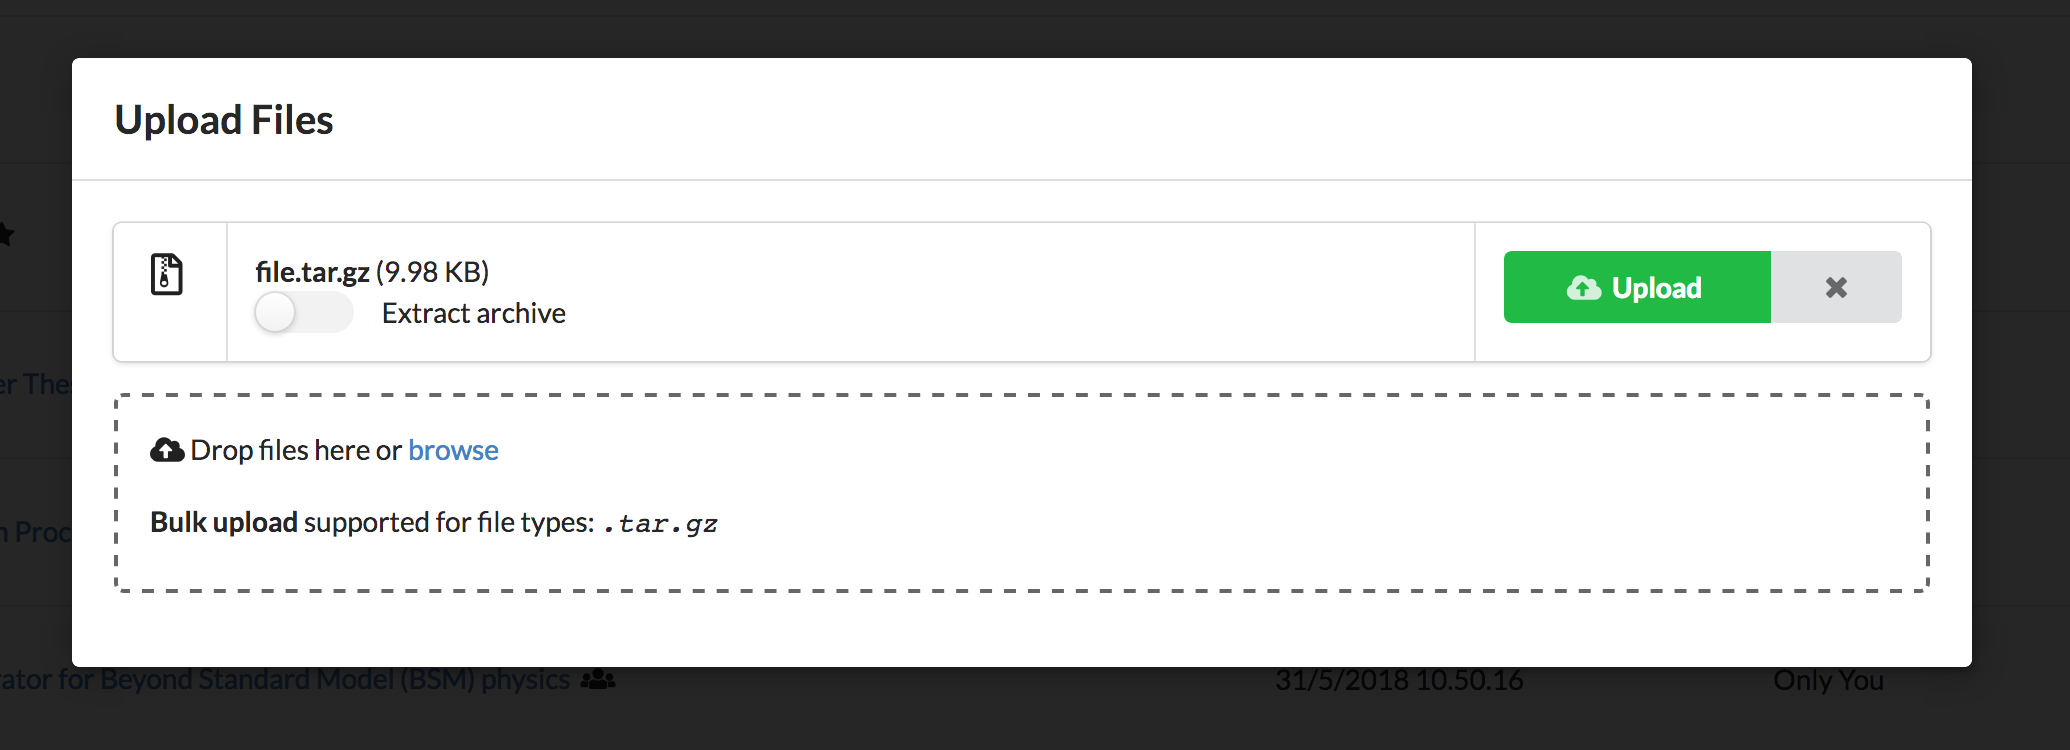 Upload Files
file.tar.gz (9.98 KB)
Extract archive
Upload
er Thes
Drop files here or browse
Bulk upload supported for file types: .tar.gz
n Proc
rator for Beyond Standard Model (BSM) physics 31/5/2018 10.50.16 Only You